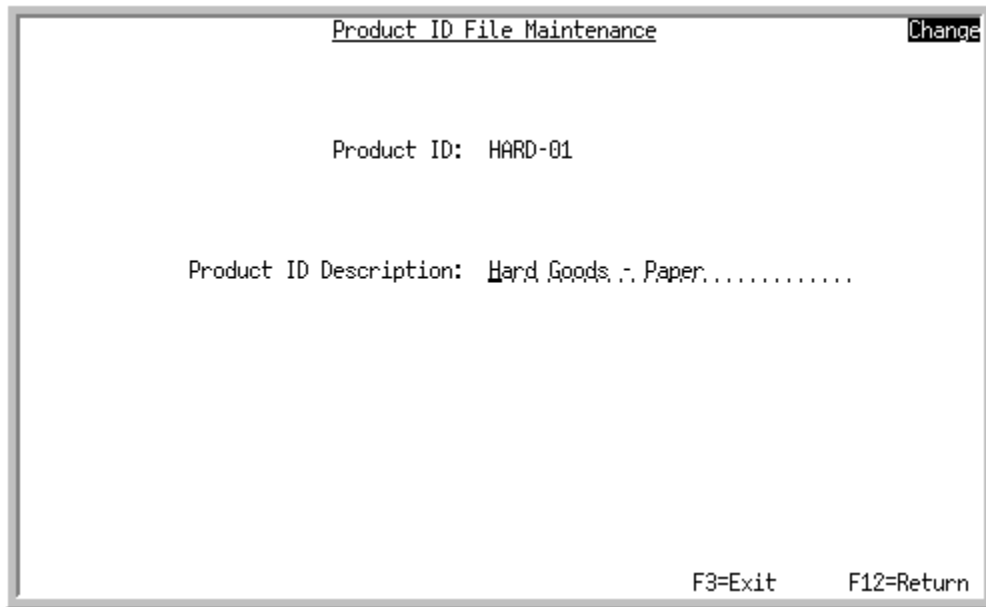 Product ID File Maintenance Change
Product ID: HARD-01
Product ID Description: Hard Goods - Paper.............
F3=Exit F12=Return